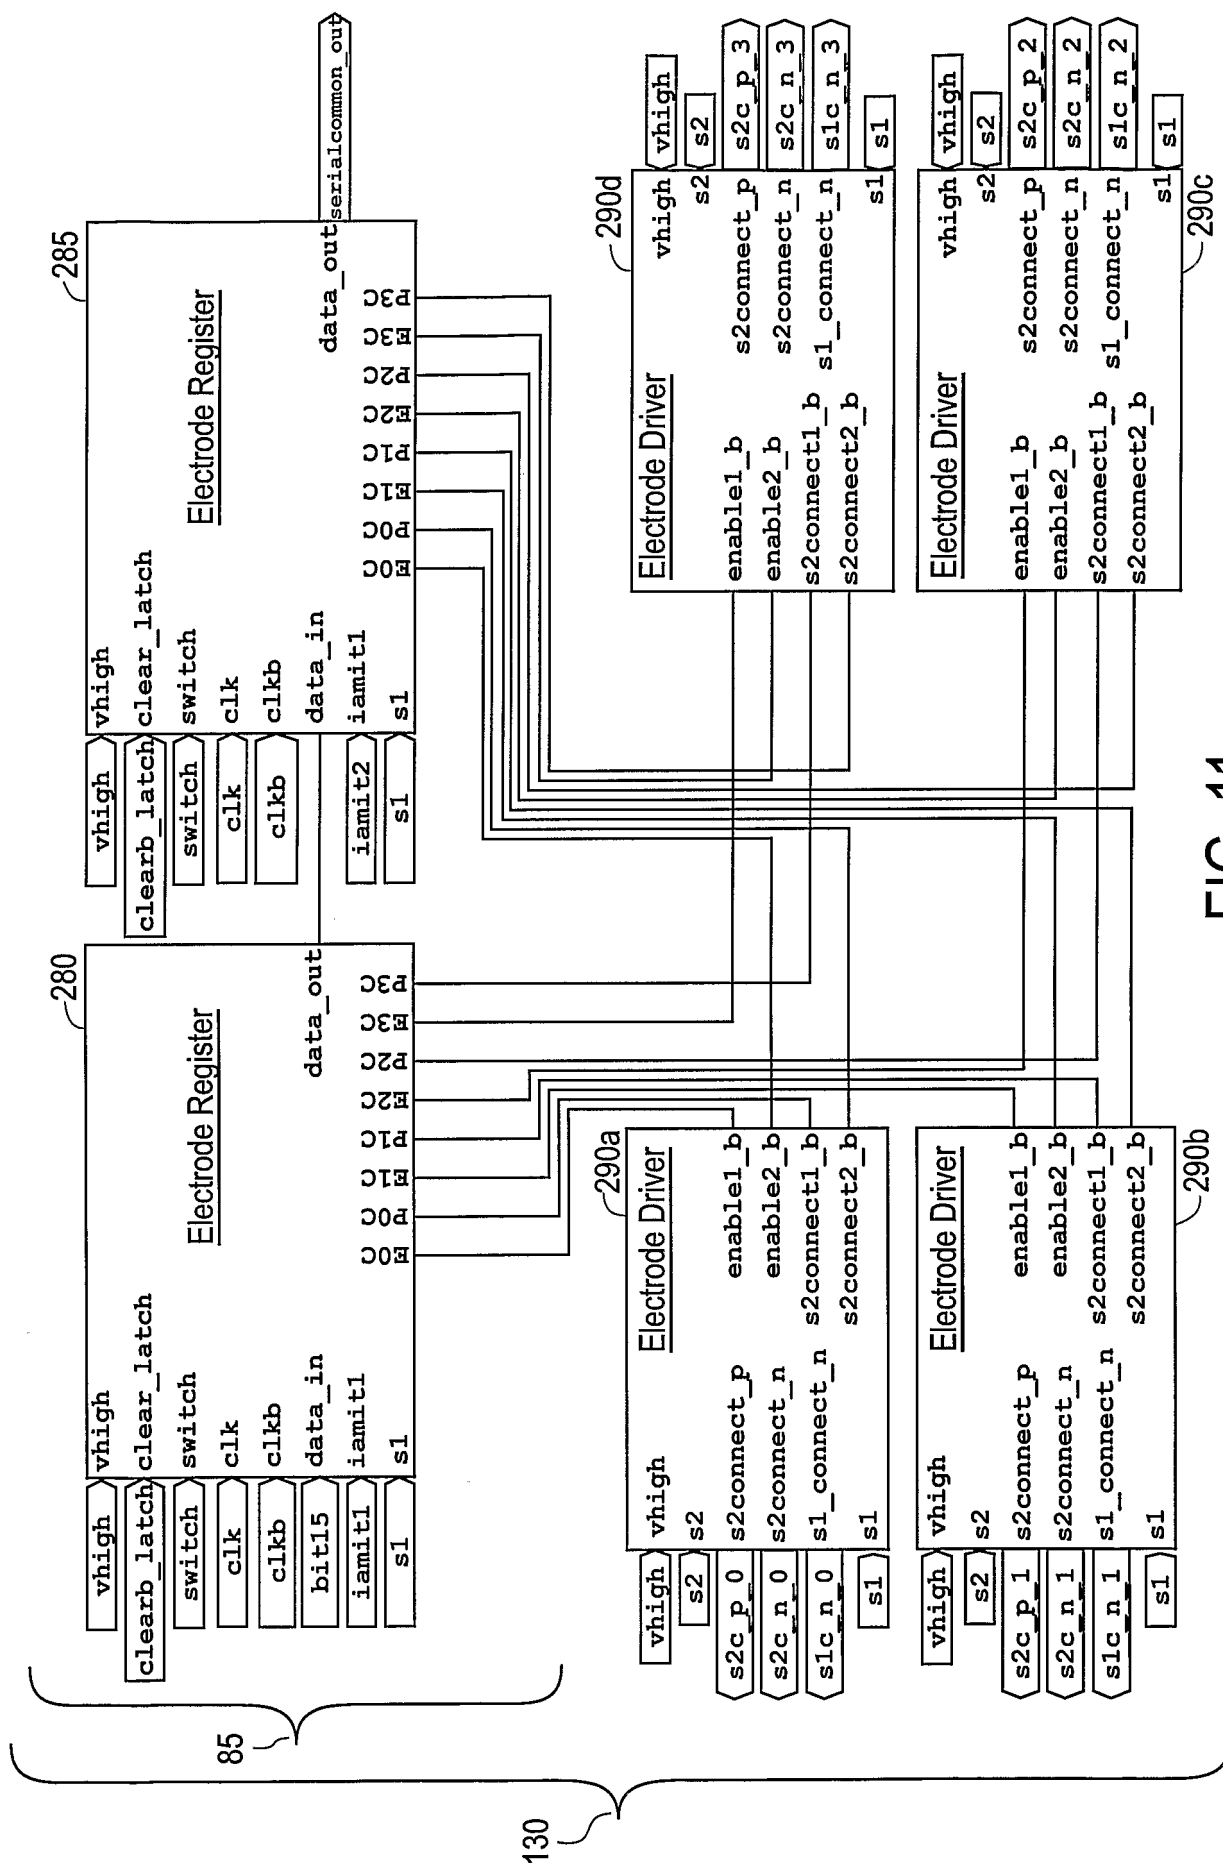 130
85
280
vhigh
clearb_latch
switch
clk
clkb
bit15
iamit1
s1
vhigh
clear_latch
switch
clk
clkb
data_in
iamit1
s1
Electrode Register
data_out
E0C
P0C
E1C
P1C
E2C
P2C
E3C
P3C
285
vhigh
clearb_latch
switch
clk
clkb
iamit2
s1
vhigh
clear_latch
switch
clk
clkb
data_in
iamit1
s1
Electrode Register
data_out
serialcommon_out
E0C
P0C
E1C
P1C
E2C
P2C
E3C
P3C
290a
vhigh
s2
s2c_p_0
s2c_n_0
s1c_n_0
s1
vhigh
s2
s2connect_p
s2connect_n
s1_connect_n
s1
Electrode Driver
enable1_b
enable2_b
s2connect1_b
s2connect2_b
290d
Electrode Driver
enable1_b
enable2_b
s2connect1_b
s2connect2_b
vhigh
s2
s2connect_p
s2connect_n
s1_connect_n
s1
vhigh
s2
s2c_p_3
s2c_n_3
s1c_n_3
s1
290b
vhigh
s2
s2c_p_1
s2c_n_1
s1c_n_1
s1
vhigh
s2
s2connect_p
s2connect_n
s1_connect_n
s1
Electrode Driver
enable1_b
enable2_b
s2connect1_b
s2connect2_b
290c
Electrode Driver
enable1_b
enable2_b
s2connect1_b
s2connect2_b
vhigh
s2
s2connect_p
s2connect_n
s1_connect_n
s1
vhigh
s2
s2c_p_2
s2c_n_2
s1c_n_2
s1